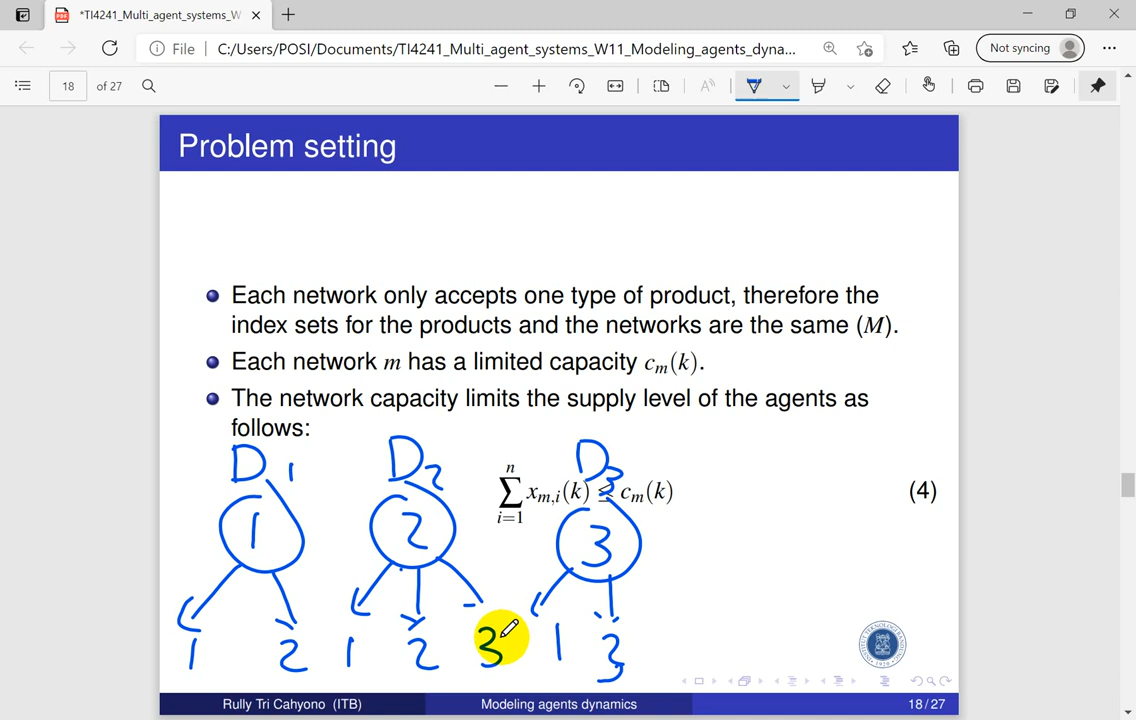 *TI4241_Multi_agent_systems_W
File
C:/Users/POSI/Documents/TI4241_Multi_agent_systems_W11_Modeling_agents_dyna...
Not syncing
18 of 27
Problem setting
Each network only accepts one type of product, therefore the
index sets for the products and the networks are the same (M).
Each network m has a limited capacity c_m(k).
The network capacity limits the supply level of the agents as
follows:
D1 D2 D3
n
∑ x_{m,i}(k) ≤ c_m(k) (4)
i=1
1 2 3
1 2 1 2 3 1 3
Rully Tri Cahyono (ITB) Modeling agents dynamics 18 / 27